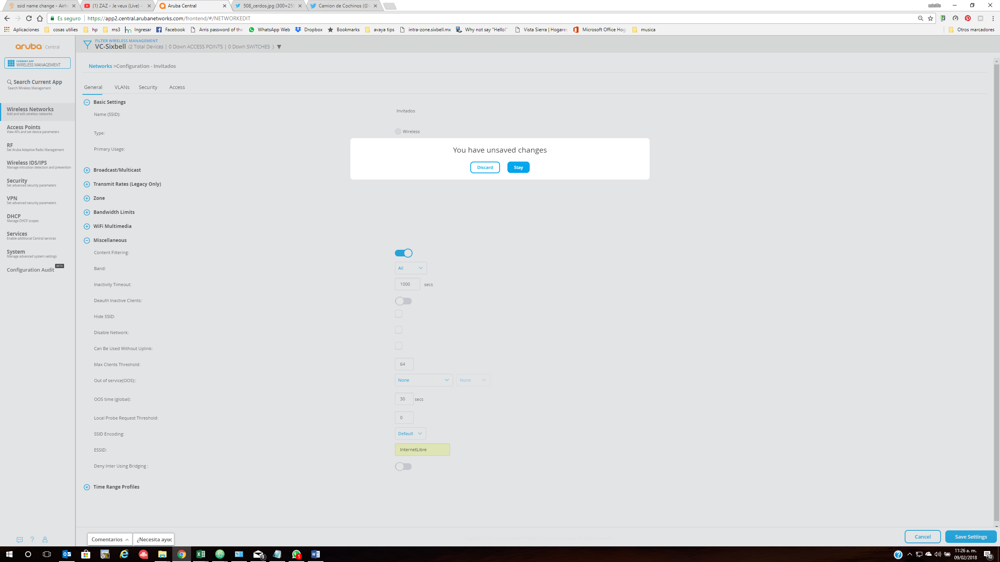 ssid name change - Airhe
(1) ZAZ - Je veux (Live) -
Aruba Central
508_cerdos.jpg (300×250
Camion de Cochinos (@
adolfo
Es seguro
https://app2.central.arubanetworks.com/frontend/#/NETWORKEDIT
Aplicaciones
cosas utilies
hp
ms3
Ingresar
Facebook
Arris password of the
WhatsApp Web
Dropbox
Bookmarks
avaya tips
intra-zone.sixbell.mx
Why not say "Hello!"
Vista Sierra | Hogares
Microsoft Office Hog
musica
Otros marcadores
aruba Central
FILTER WIRELESS MANAGEMENT
VC-Sixbell (2 Total Devices | 0 Down ACCESS POINTS | 0 Down SWITCHES )
CURRENT APP
WIRELESS MANAGEMENT
Search Current App
Search Wireless Management
Wireless Networks
Add and edit wireless networks
Access Points
View APs and set device parameters
RF
Set Aruba Adaptive Radio Management
Wireless IDS/IPS
Manage intrustion detection and prevention
Security
Set advanced security parameters
VPN
Set advanced security parameters
DHCP
Manage DHCP scopes
Services
Enable additional Central services
System
Manage advanced system settings
Configuration Audit BETA
Networks >Configuration - Invitados
General VLANs Security Access
Basic Settings
Name (SSID): Invitados
Type: Wireless
Primary Usage:
You have unsaved changes
Discard Stay
Broadcast/Multicast
Transmit Rates (Legacy Only)
Zone
Bandwidth Limits
WiFi Multimedia
Miscellaneous
Content Filtering:
Band: All
Inactivity Timeout: 1000 secs
Deauth Inactive Clients:
Hide SSID:
Disable Network:
Can Be Used Without Uplink:
Max Clients Threshold: 64
Out of service(OOS):: None None
OOS time (global): 30 secs
Local Probe Request Threshold: 0
SSID Encoding: Default
ESSID: InternetLibre
Deny Inter Using Bridging :
Time Range Profiles
Comentarios
¿Necesita ayuc
Cancel
Save Settings
3
1
11:26 a. m.
09/02/2018
10